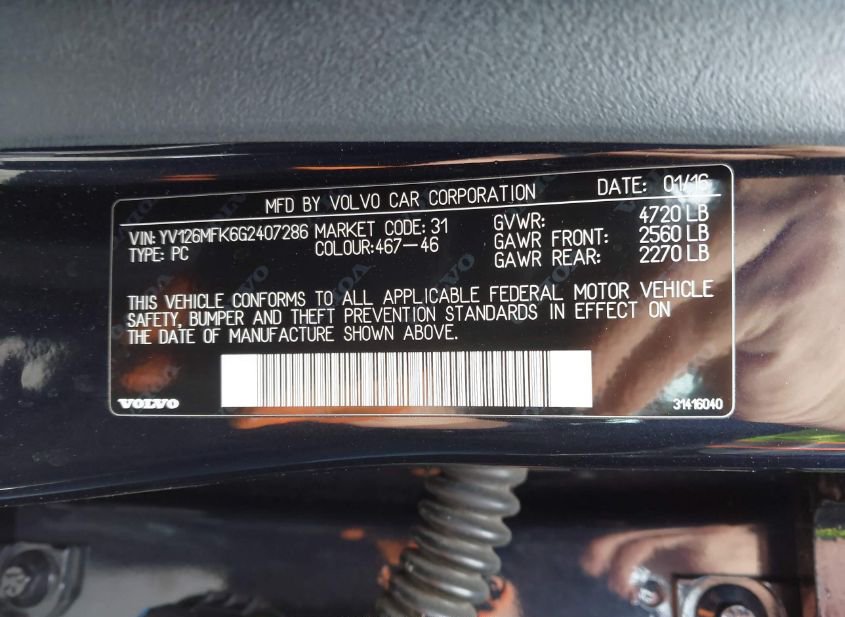 MFD BY VOLVO CAR CORPORATION DATE: 01/16
VIN: YV126MFK6G2407286 MARKET CODE: 31 GVWR: 4720 LB
TYPE: PC COLOUR: 467-46 GAWR FRONT: 2560 LB
GAWR REAR: 2270 LB
THIS VEHICLE CONFORMS TO ALL APPLICABLE FEDERAL MOTOR VEHICLE
SAFETY, BUMPER AND THEFT PREVENTION STANDARDS IN EFFECT ON
THE DATE OF MANUFACTURE SHOWN ABOVE.
VOLVO 31416040